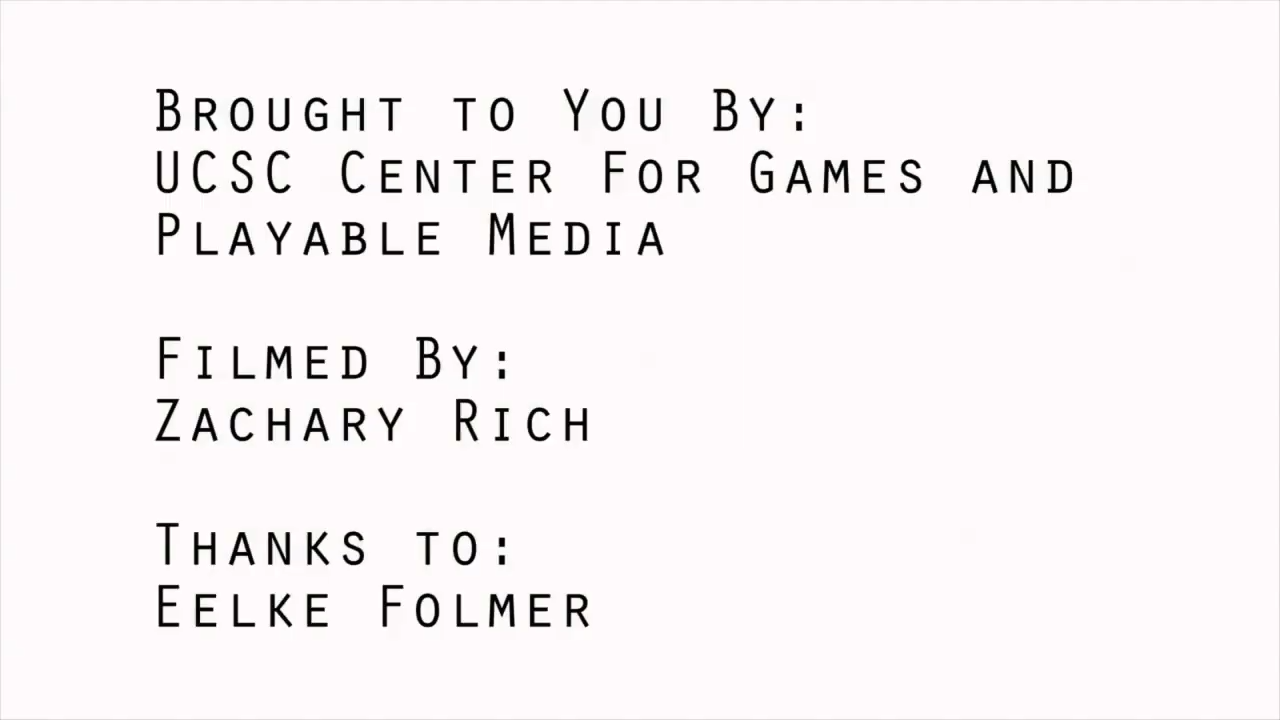 Brought to You By:
UCSC Center For Games and
Playable Media
Filmed By:
Zachary Rich
Thanks to:
Eelke Folmer